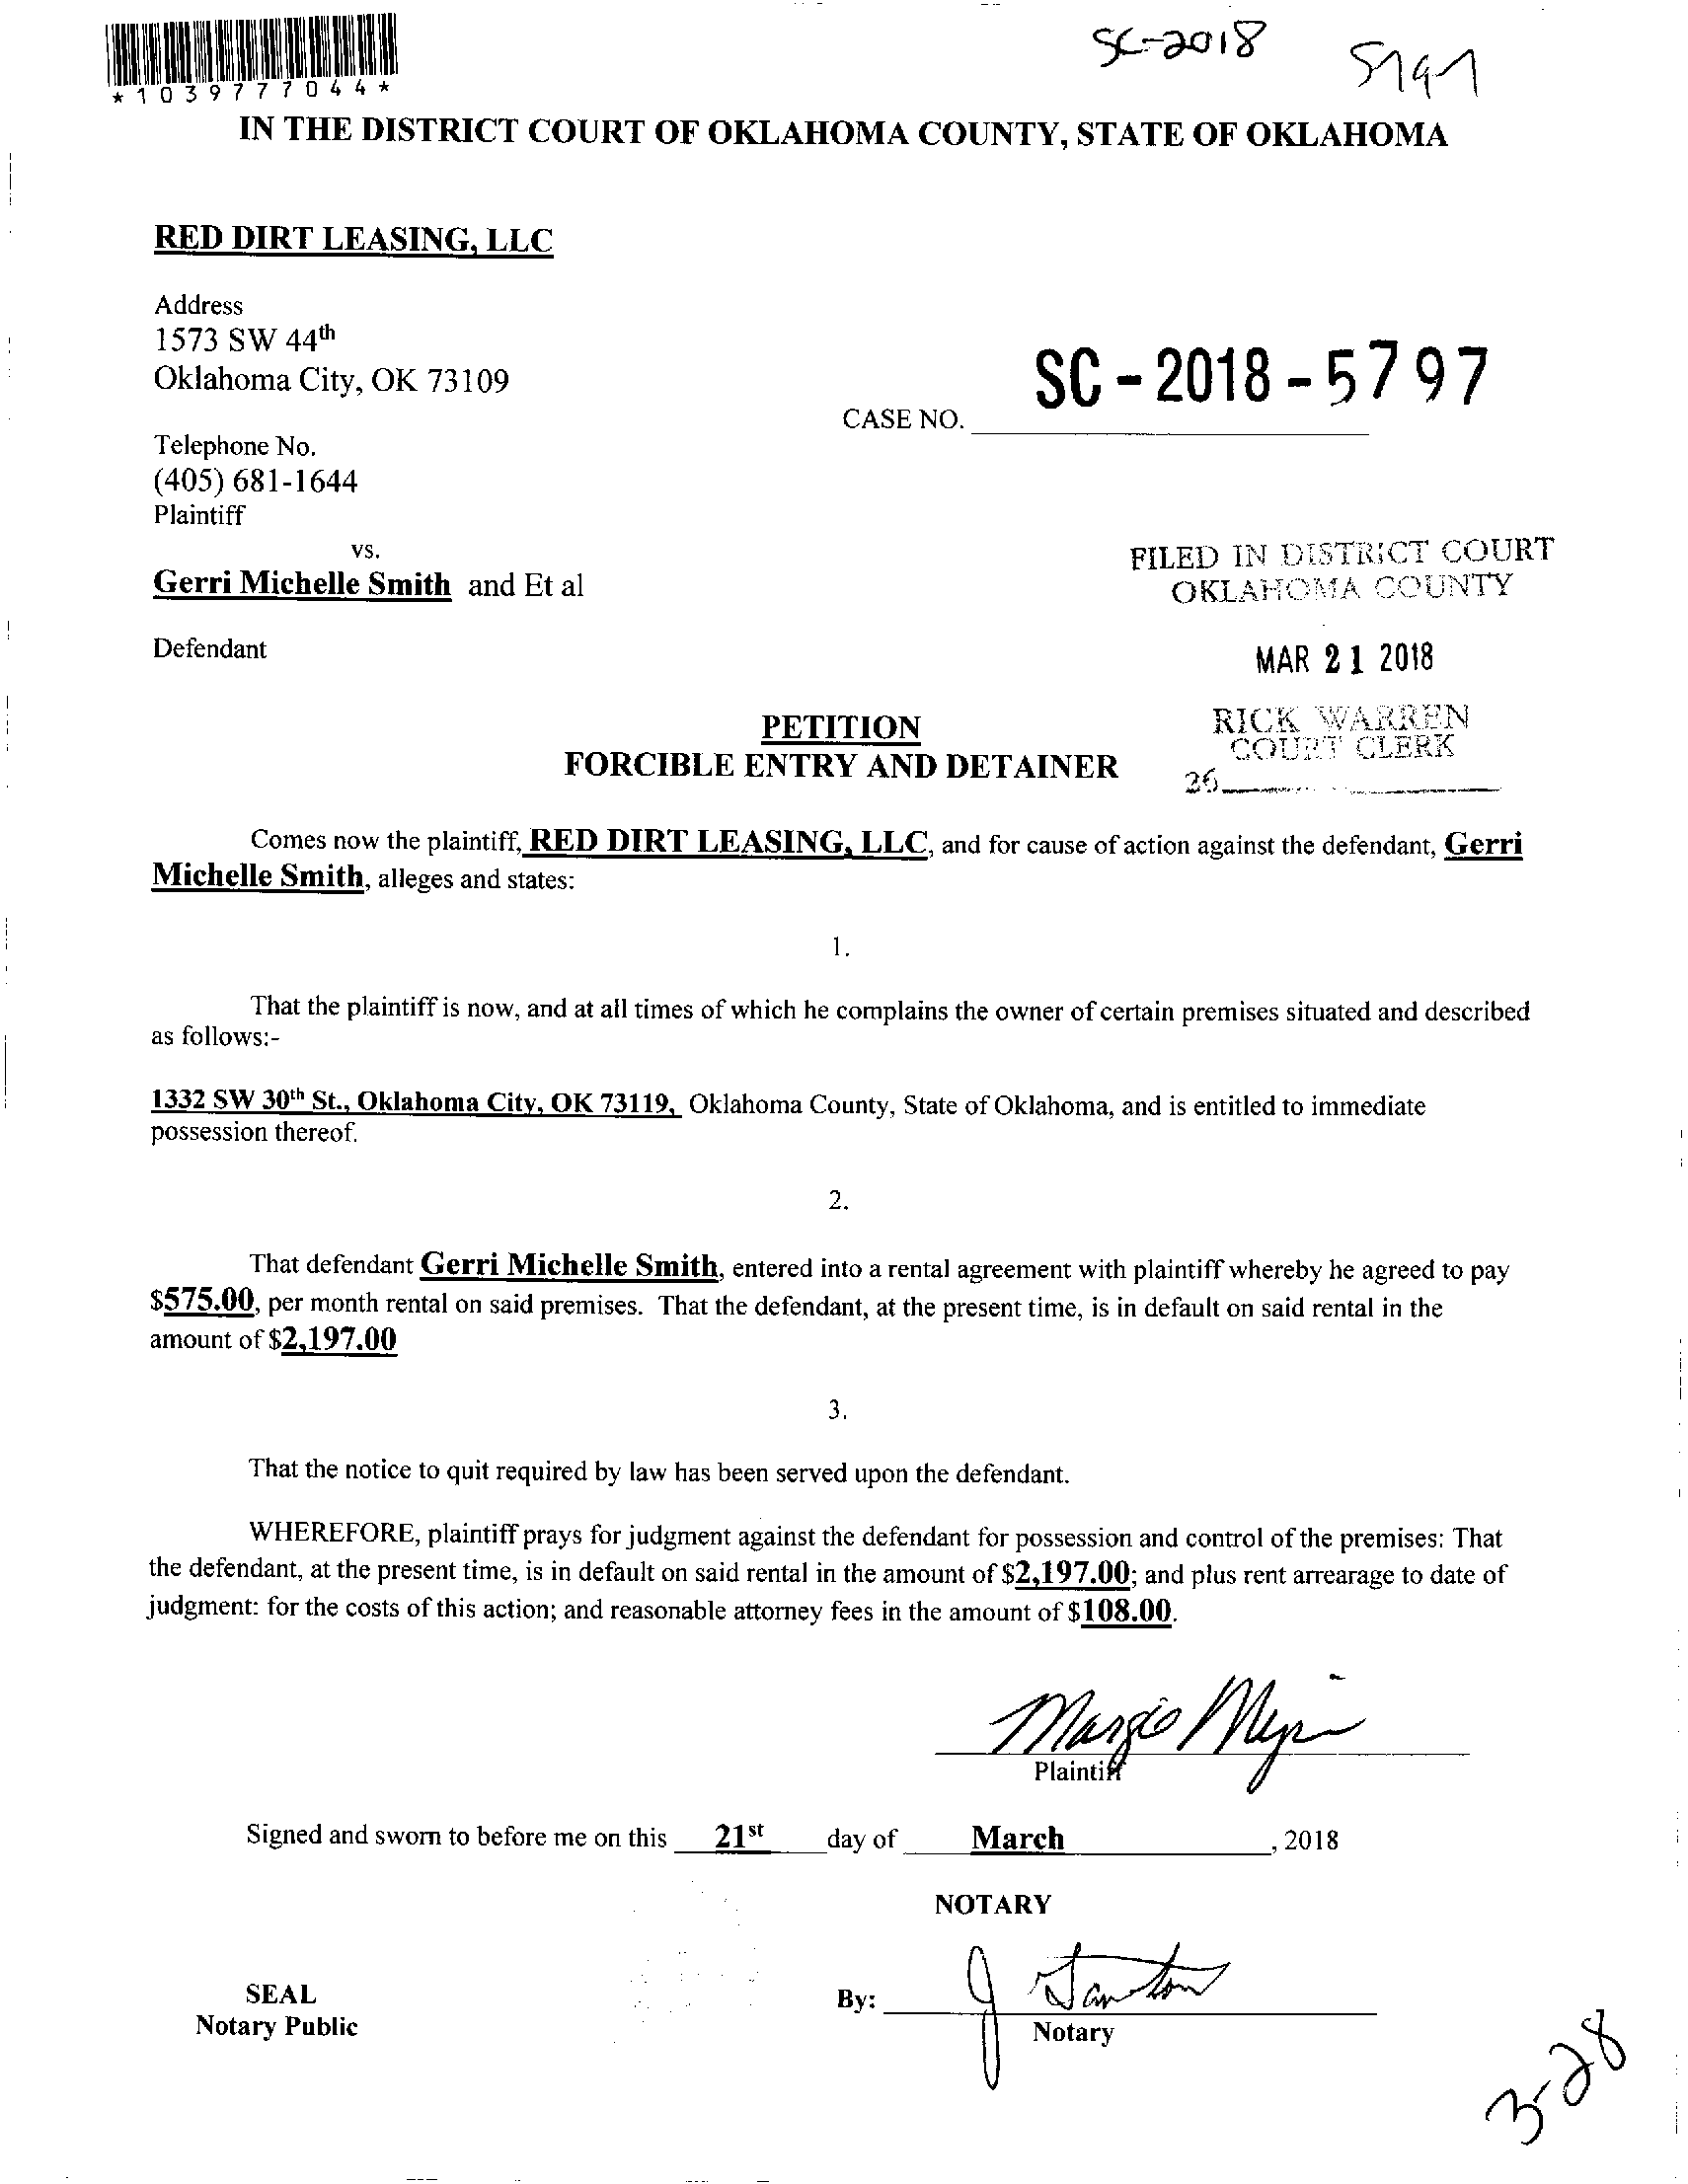 SC-2018 5797
*1039777044*
IN THE DISTRICT COURT OF OKLAHOMA COUNTY, STATE OF OKLAHOMA
RED DIRT LEASING, LLC
Address
1573 SW 44th
Oklahoma City, OK 73109
SC-2018-5797
CASE NO.
Telephone No.
(405) 681-1644
Plaintiff
vs.
Gerri Michelle Smith and Et al
Defendant
FILED IN DISTRICT COURT
OKLAHOMA COUNTY
MAR 21 2018
RICK WARREN
COURT CLERK
36
PETITION
FORCIBLE ENTRY AND DETAINER
Comes now the plaintiff, RED DIRT LEASING, LLC, and for cause of action against the defendant, Gerri
Michelle Smith, alleges and states:
1.
That the plaintiff is now, and at all times of which he complains the owner of certain premises situated and described
as follows:-
1332 SW 30th St., Oklahoma City, OK 73119, Oklahoma County, State of Oklahoma, and is entitled to immediate
possession thereof.
2.
That defendant Gerri Michelle Smith, entered into a rental agreement with plaintiff whereby he agreed to pay
$575.00, per month rental on said premises. That the defendant, at the present time, is in default on said rental in the
amount of $2,197.00
3.
That the notice to quit required by law has been served upon the defendant.
WHEREFORE, plaintiff prays for judgment against the defendant for possession and control of the premises: That
the defendant, at the present time, is in default on said rental in the amount of $2,197.00; and plus rent arrearage to date of
judgment: for the costs of this action; and reasonable attorney fees in the amount of $108.00.
Plaintiff
Signed and sworn to before me on this 21st day of March, 2018
NOTARY
SEAL
Notary Public
By: J
Notary
3-28